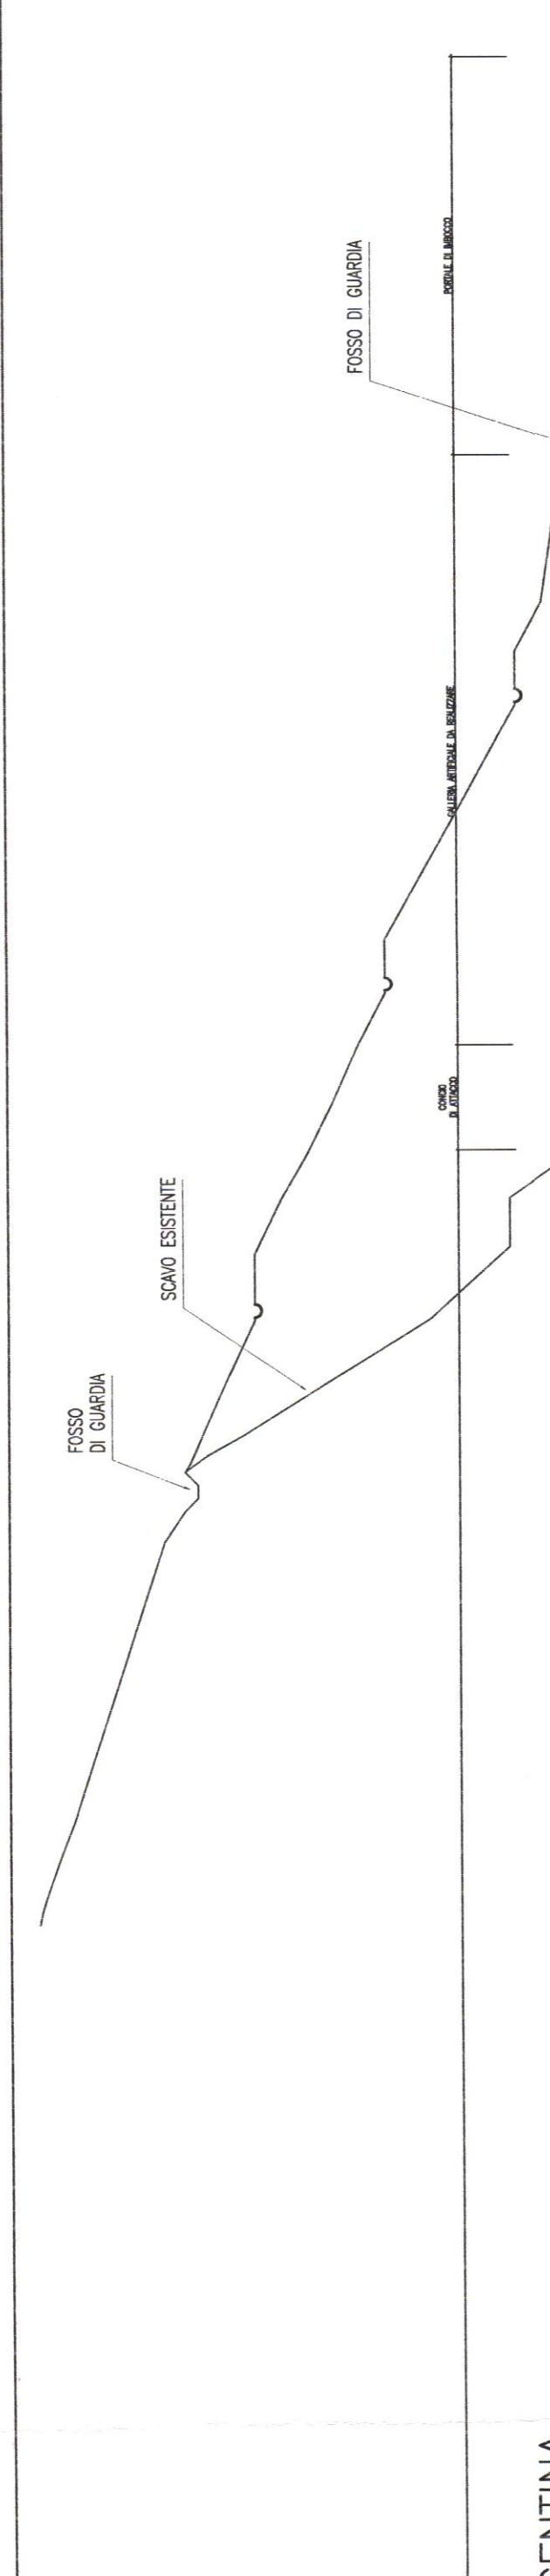 FOSSO
DI GUARDIA
SCAVO ESISTENTE
FOSSO DI GUARDIA
CONCIO
DI ATTACCO
GALLERIA ARTIFICIALE DA REALIZZARE
PORTALE DI IMBOCCO